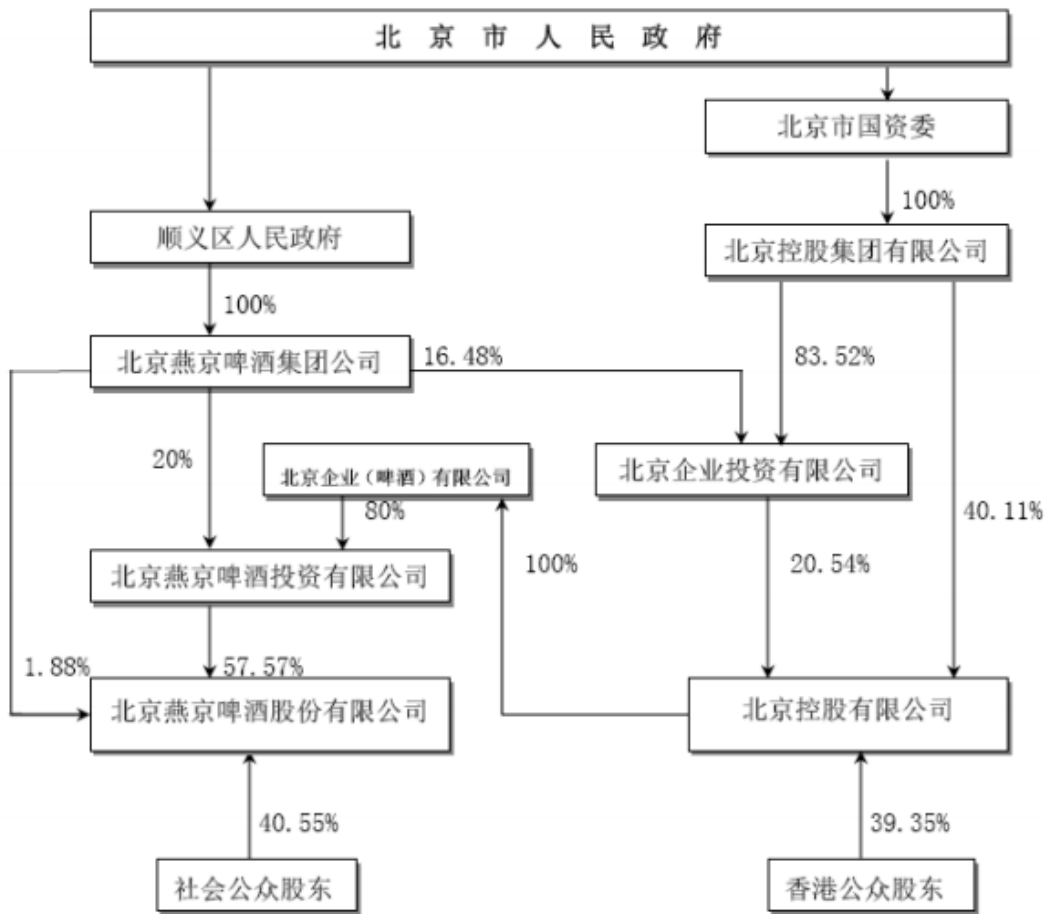 北京市人民政府
北京市国资委
100%
顺义区人民政府
北京控股集团有限公司
100%
北京燕京啤酒集团公司
16.48%
83.52%
20%
北京企业（啤酒）有限公司
北京企业投资有限公司
80%
40.11%
北京燕京啤酒投资有限公司
100%
20.54%
1.88%
57.57%
北京燕京啤酒股份有限公司
北京控股有限公司
40.55%
39.35%
社会公众股东
香港公众股东